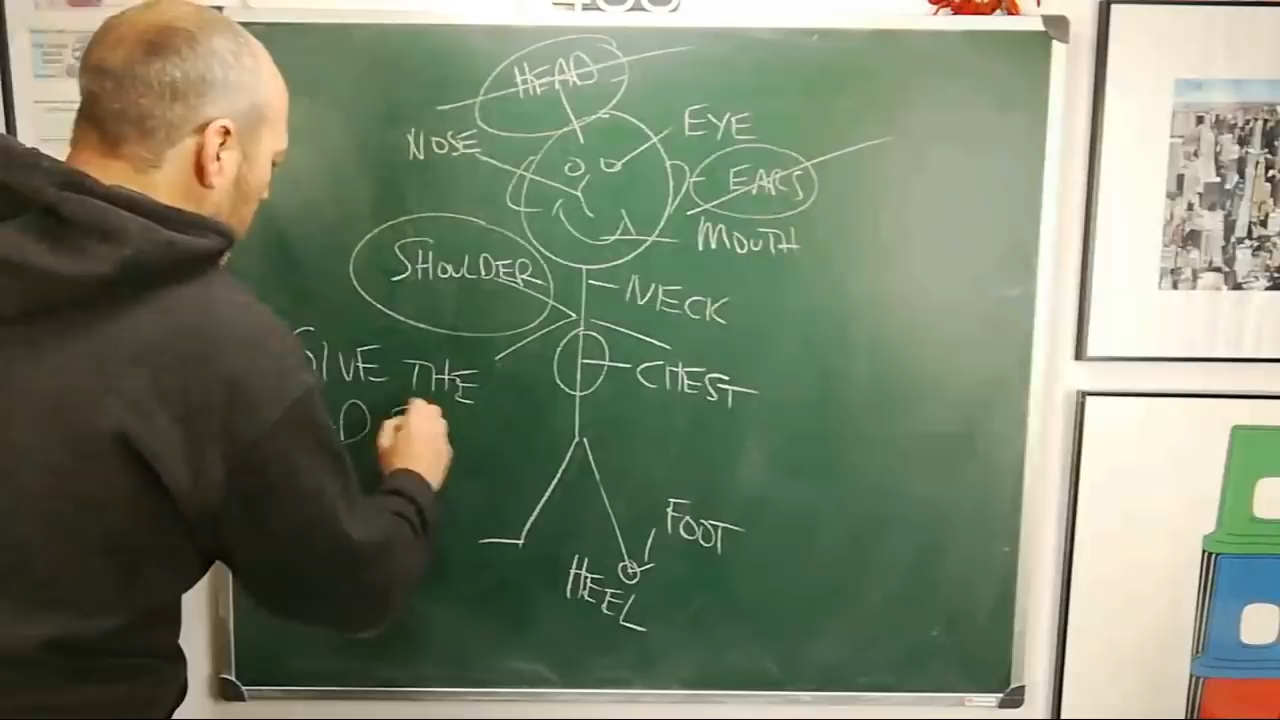 HEAD
NOSE
EYE
EARS
MOUTH
SHOULDER
NECK
GIVE THE
CHEST
FOOT
HEEL